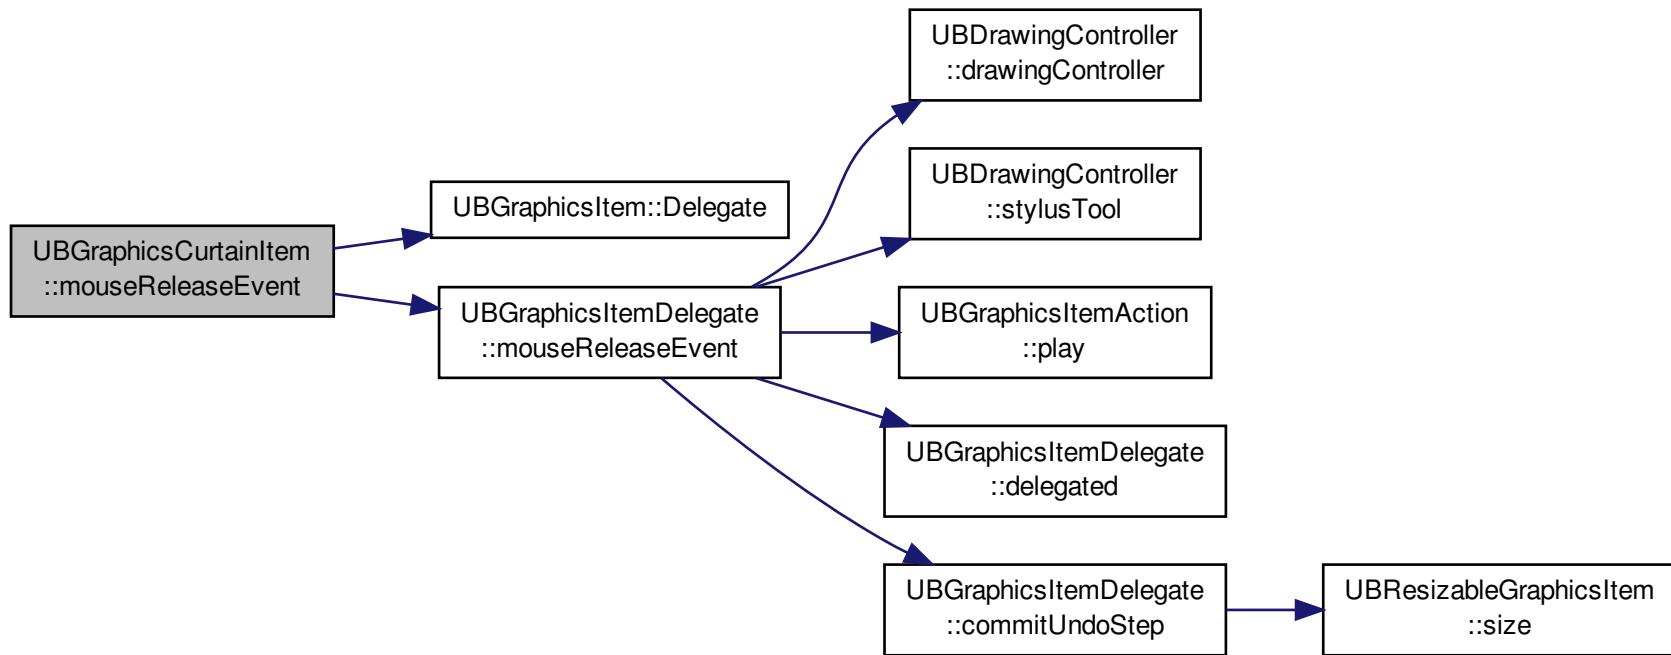 UBGraphicsCurtainItem
::mouseReleaseEvent
UBGraphicsItem::Delegate
UBGraphicsItemDelegate
::mouseReleaseEvent
UBDrawingController
::drawingController
UBDrawingController
::stylusTool
UBGraphicsItemAction
::play
UBGraphicsItemDelegate
::delegated
UBGraphicsItemDelegate
::commitUndoStep
UBResizableGraphicsItem
::size